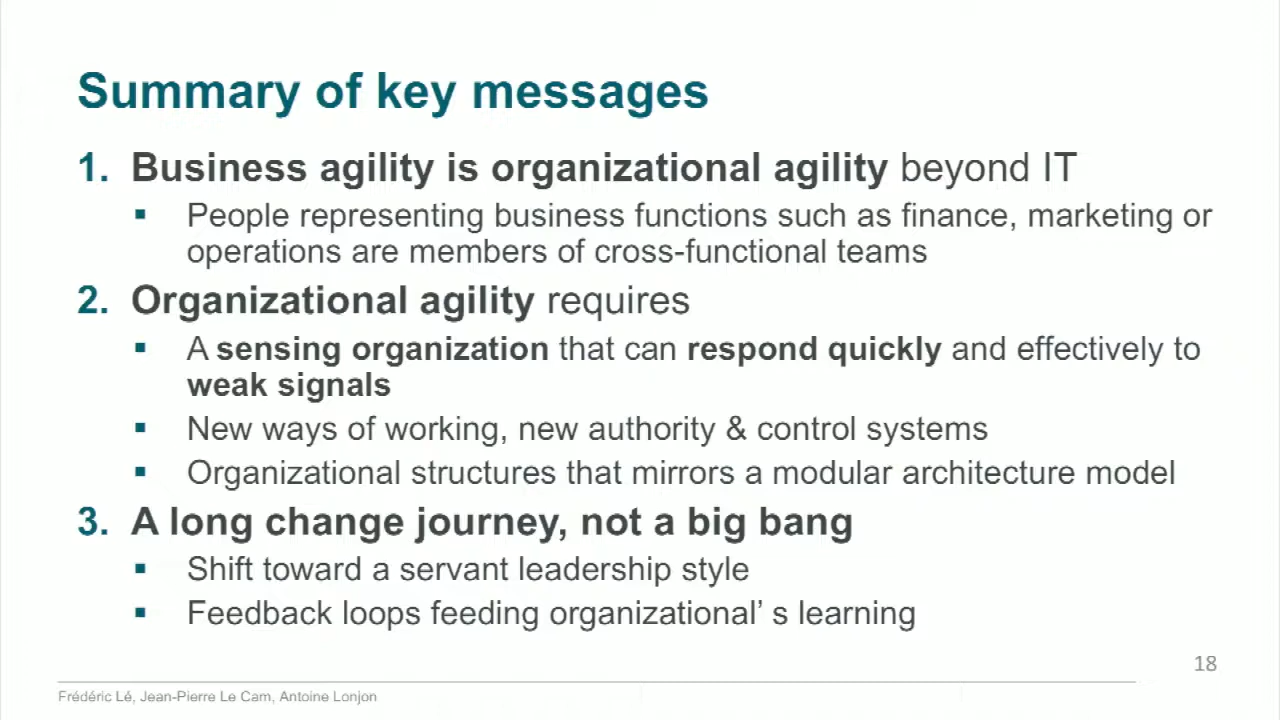 Summary of key messages
1. Business agility is organizational agility beyond IT
▪ People representing business functions such as finance, marketing or
operations are members of cross-functional teams
2. Organizational agility requires
▪ A sensing organization that can respond quickly and effectively to
weak signals
▪ New ways of working, new authority & control systems
▪ Organizational structures that mirrors a modular architecture model
3. A long change journey, not a big bang
▪ Shift toward a servant leadership style
▪ Feedback loops feeding organizational’ s learning
18
Frédéric Lé, Jean-Pierre Le Cam, Antoine Lonjon